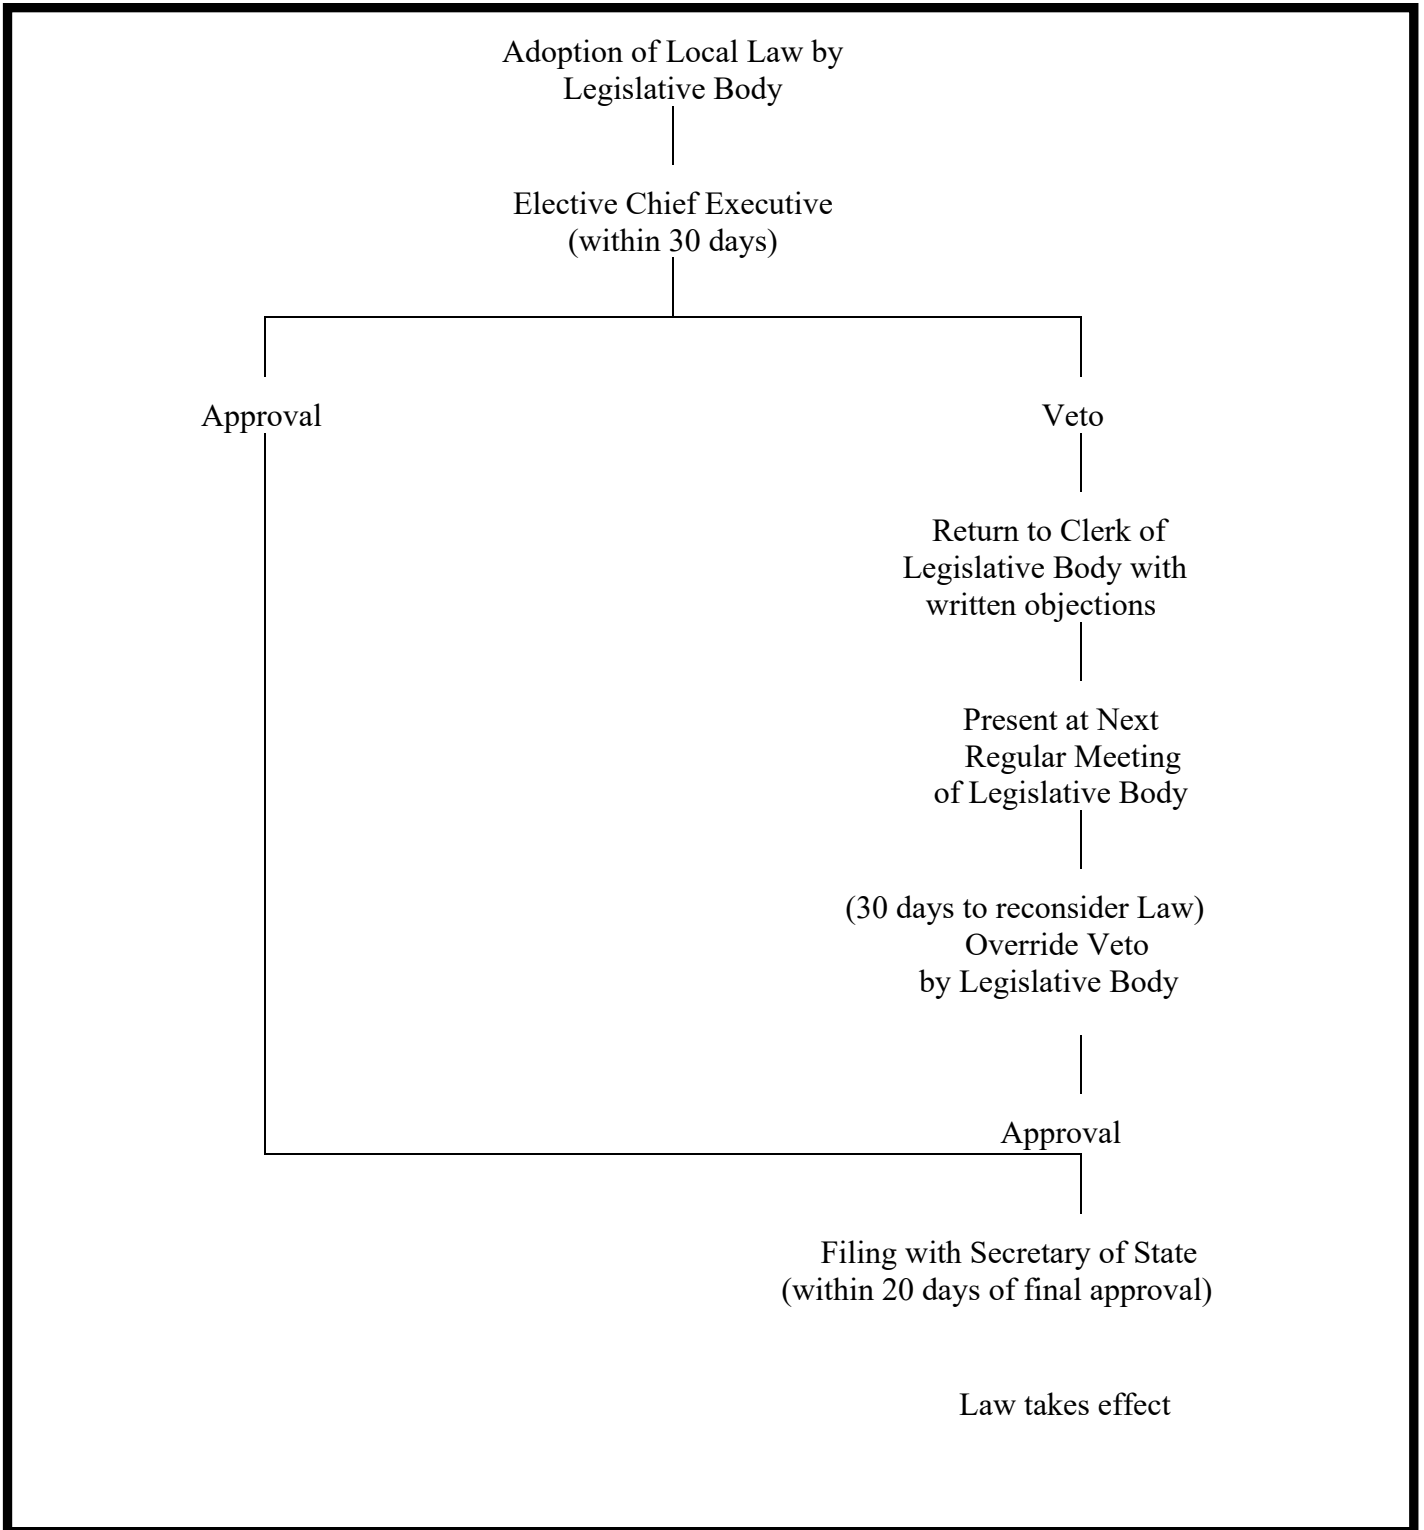 Adoption of Local Law by
Legislative Body
Elective Chief Executive
(within 30 days)
Approval
Veto
Return to Clerk of
Legislative Body with
written objections
Present at Next
Regular Meeting
of Legislative Body
(30 days to reconsider Law)
Override Veto
by Legislative Body
Approval
Filing with Secretary of State
(within 20 days of final approval)
Law takes effect